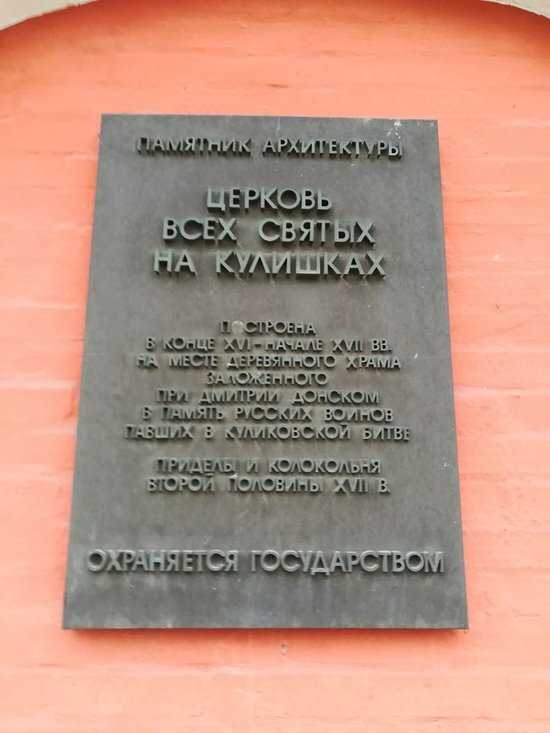 ПАМЯТНИК АРХИТЕКТУРЫ
ЦЕРКОВЬ
ВСЕХ СВЯТЫХ
НА КУЛИШКАХ
ПОСТРОЕНА
В КОНЦЕ XVI-НАЧАЛЕ XVII ВВ.
НА МЕСТЕ ДЕРЕВЯННОГО ХРАМА
ЗАЛОЖЕННОГО
ПРИ ДМИТРИИ ДОНСКОМ
В ПАМЯТЬ РУССКИХ ВОИНОВ
ПАВШИХ В КУЛИКОВСКОЙ БИТВЕ
ПРИДЕЛЫ И КОЛОКОЛЬНЯ
ВТОРОЙ ПОЛОВИНЫ XVII В.
ОХРАНЯЕТСЯ ГОСУДАРСТВОМ